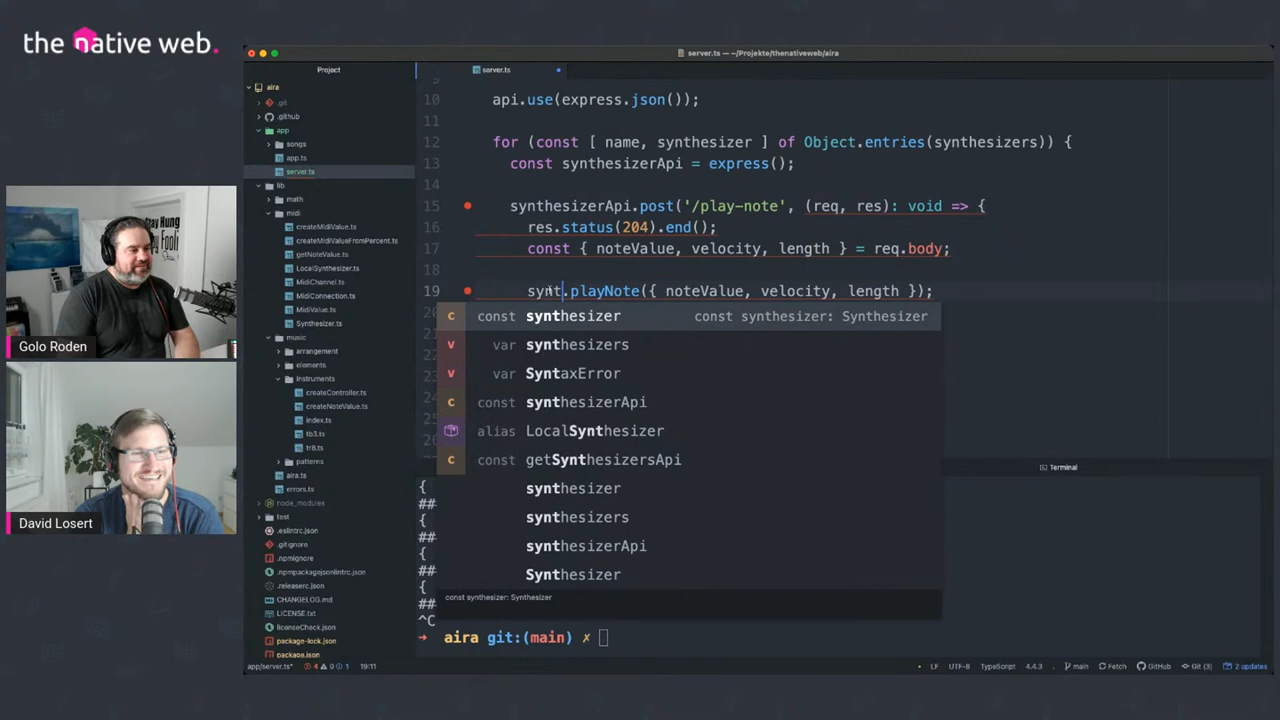 the native web.
server.ts — ~/Projekte/thenativeweb/aira
Project
server.ts
aira
.git
.github
app
songs
app.ts
server.ts
lib
math
midi
createMidiValue.ts
createMidiValueFromPercent.ts
getNoteValue.ts
LocalSynthesizer.ts
MidiChannel.ts
MidiConnection.ts
MidiValue.ts
Synthesizer.ts
music
arrangement
elements
instruments
createController.ts
createNoteValue.ts
index.ts
tb3.ts
tr8.ts
patterns
aira.ts
errors.ts
node_modules
test
.eslintrc.json
.gitignore
.npmignore
.npmpackagejsonlintrc.json
.releaserc.json
CHANGELOG.md
LICENSE.txt
licenseCheck.json
package-lock.json
package.json
9
10 api.use(express.json());
11
12 for (const [ name, synthesizer ] of Object.entries(synthesizers)) {
13 const synthesizerApi = express();
14
15 synthesizerApi.post('/play-note', (req, res): void => {
16 res.status(204).end();
17 const { noteValue, velocity, length } = req.body;
18
19 synt.playNote({ noteValue, velocity, length });
c const synthesizer const synthesizer: Synthesizer
v var synthesizers
v var SyntaxError
c const synthesizerApi
alias LocalSynthesizer
c const getSynthesizersApi
synthesizer
synthesizers
synthesizerApi
Synthesizer
const synthesizer: Synthesizer
Terminal
{
##
{
##
{
##
{
##
^C
→ aira git:(main) ✗
app/server.ts* 4 0 1 19:11
LF UTF-8 TypeScript 4.4.3 . main Fetch GitHub Git (3) 2 updates
Stay Hung
Fooli
Golo Roden
David Losert